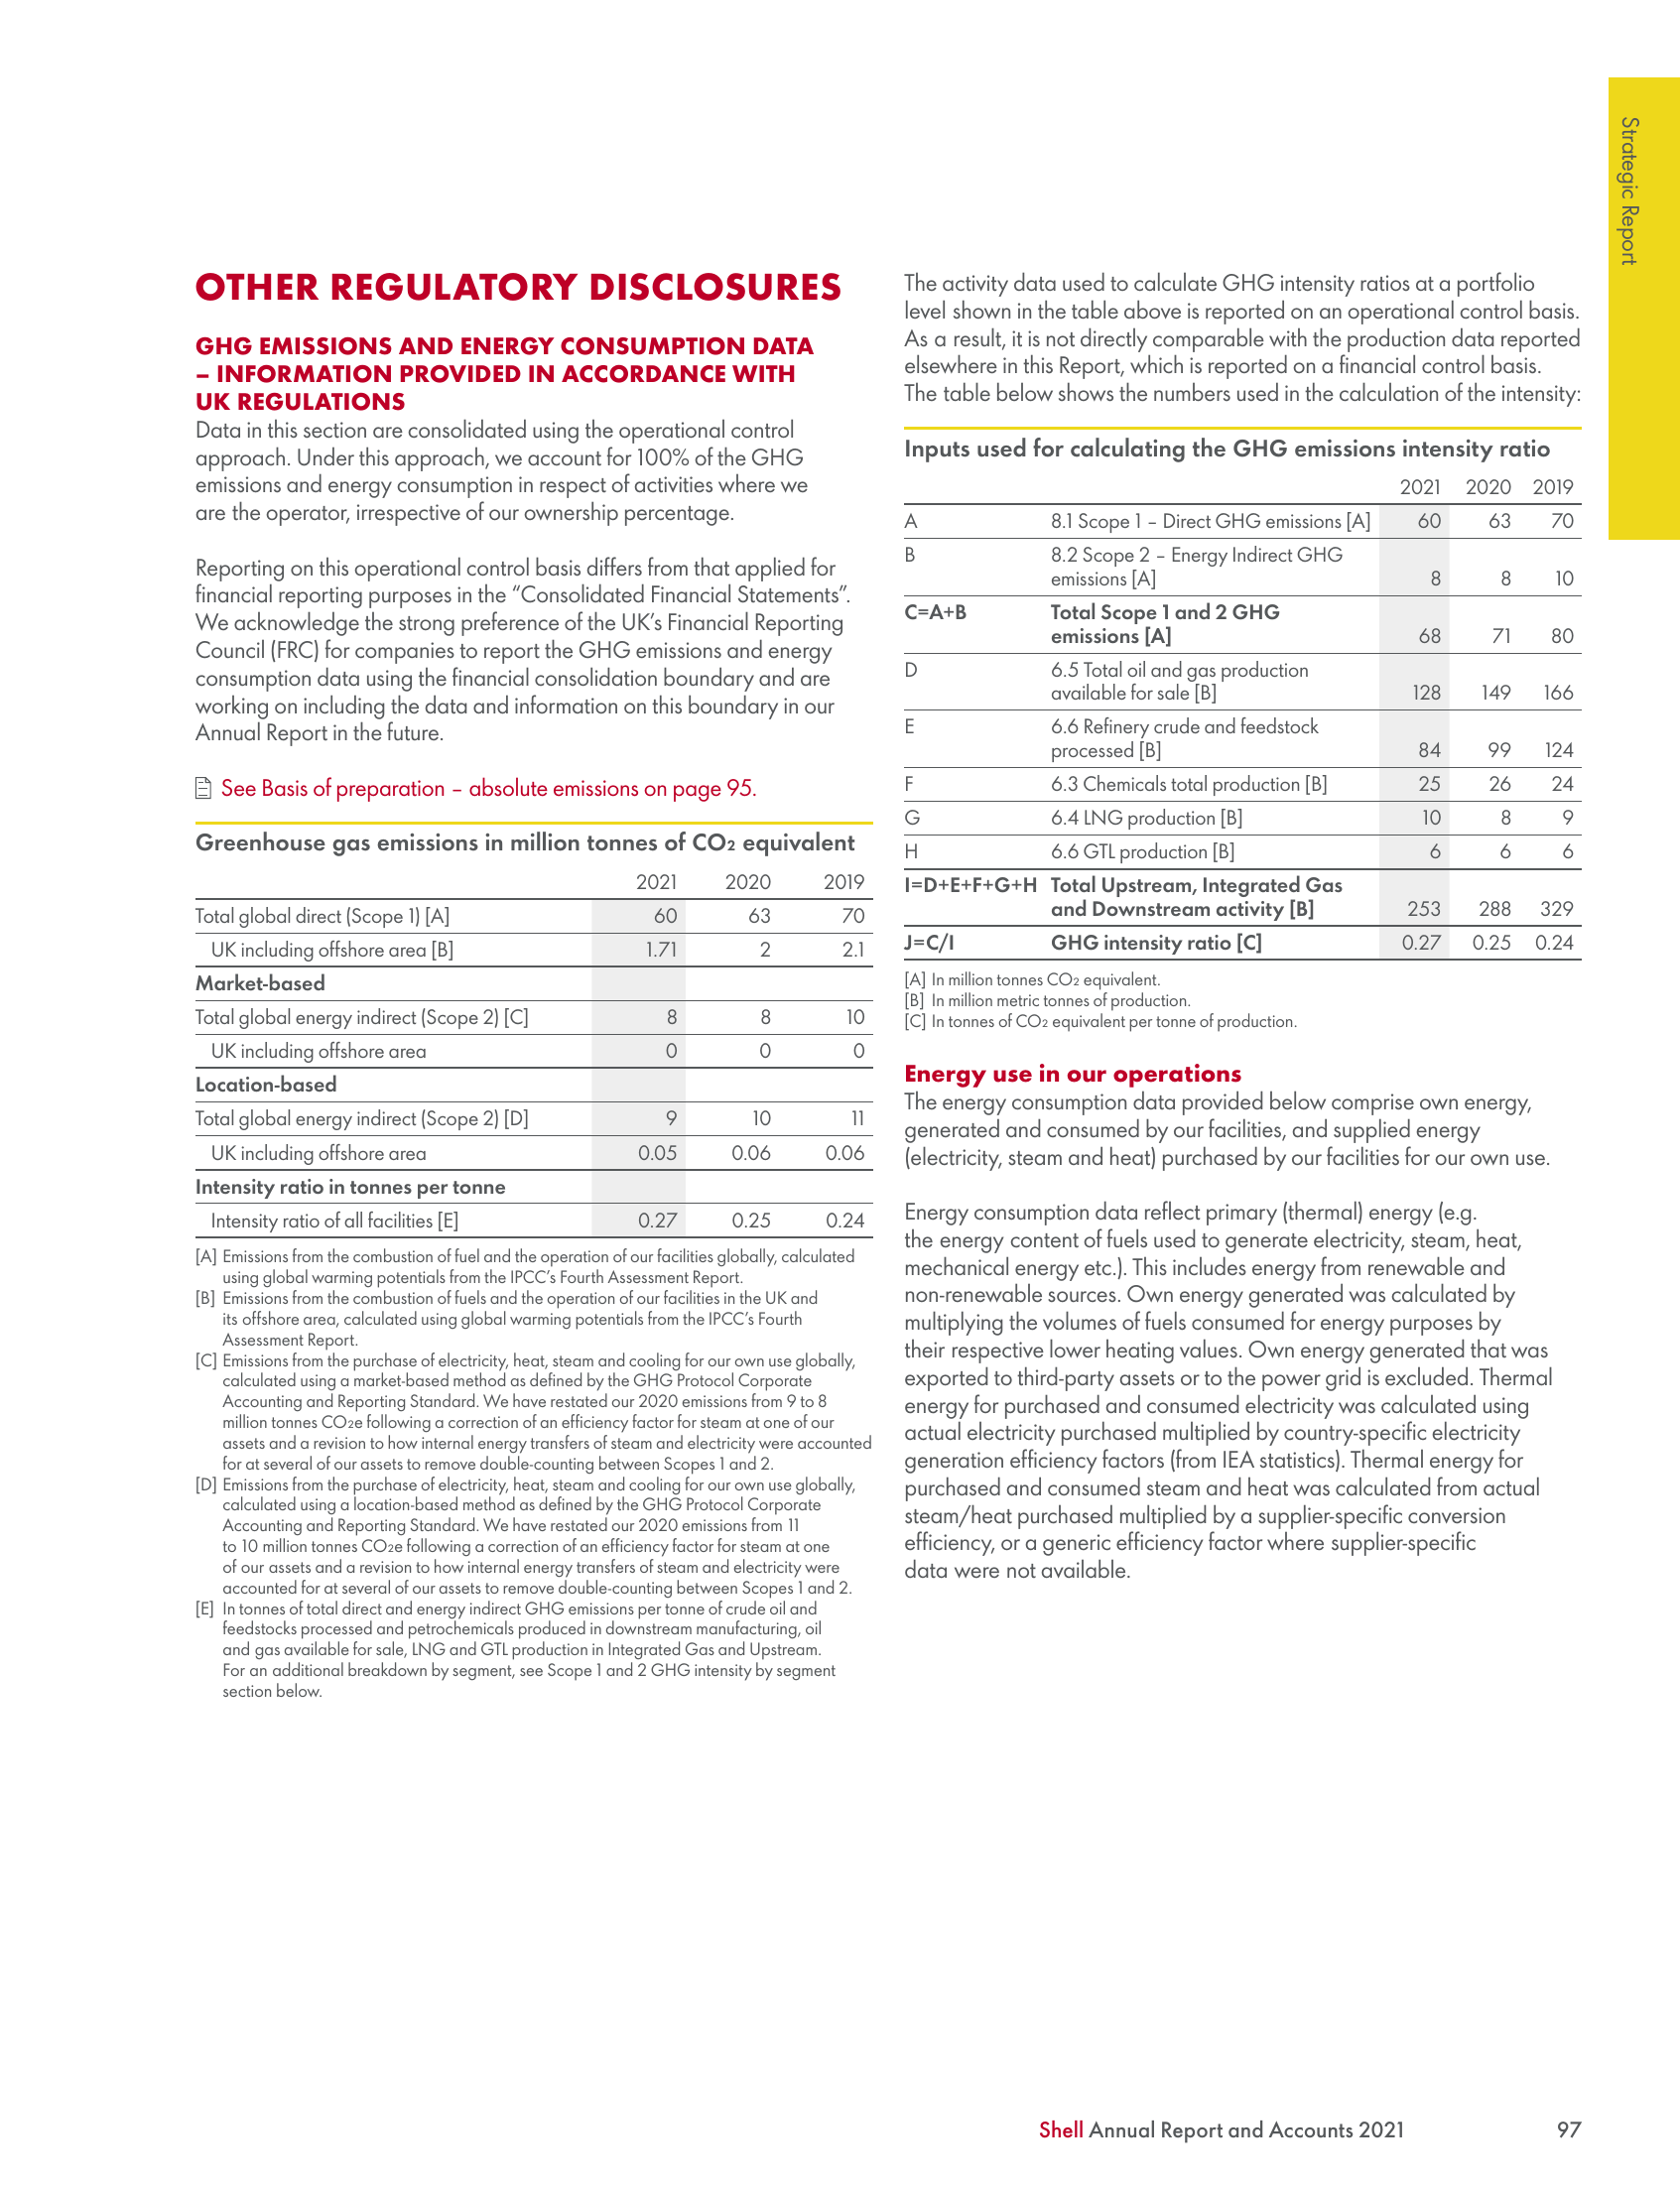 Strategic Report
OTHER REGULATORY DISCLOSURES
GHG EMISSIONS AND ENERGY CONSUMPTION DATA
– INFORMATION PROVIDED IN ACCORDANCE WITH
UK REGULATIONS
Data in this section are consolidated using the operational control
approach. Under this approach, we account for 100% of the GHG
emissions and energy consumption in respect of activities where we
are the operator, irrespective of our ownership percentage.
Reporting on this operational control basis differs from that applied for
financial reporting purposes in the “Consolidated Financial Statements”.
We acknowledge the strong preference of the UK’s Financial Reporting
Council (FRC) for companies to report the GHG emissions and energy
consumption data using the financial consolidation boundary and are
working on including the data and information on this boundary in our
Annual Report in the future.
See Basis of preparation – absolute emissions on page 95.
Greenhouse gas emissions in million tonnes of CO₂ equivalent
2021 2020 2019
Total global direct (Scope 1) [A] 60 63 70
UK including offshore area [B] 1.71 2 2.1
Market-based
Total global energy indirect (Scope 2) [C] 8 8 10
UK including offshore area 0 0 0
Location-based
Total global energy indirect (Scope 2) [D] 9 10 11
UK including offshore area 0.05 0.06 0.06
Intensity ratio in tonnes per tonne
Intensity ratio of all facilities [E] 0.27 0.25 0.24
[A] Emissions from the combustion of fuel and the operation of our facilities globally, calculated
using global warming potentials from the IPCC’s Fourth Assessment Report.
[B] Emissions from the combustion of fuels and the operation of our facilities in the UK and
its offshore area, calculated using global warming potentials from the IPCC’s Fourth
Assessment Report.
[C] Emissions from the purchase of electricity, heat, steam and cooling for our own use globally,
calculated using a market-based method as defined by the GHG Protocol Corporate
Accounting and Reporting Standard. We have restated our 2020 emissions from 9 to 8
million tonnes CO₂e following a correction of an efficiency factor for steam at one of our
assets and a revision to how internal energy transfers of steam and electricity were accounted
for at several of our assets to remove double-counting between Scopes 1 and 2.
[D] Emissions from the purchase of electricity, heat, steam and cooling for our own use globally,
calculated using a location-based method as defined by the GHG Protocol Corporate
Accounting and Reporting Standard. We have restated our 2020 emissions from 11
to 10 million tonnes CO₂e following a correction of an efficiency factor for steam at one
of our assets and a revision to how internal energy transfers of steam and electricity were
accounted for at several of our assets to remove double-counting between Scopes 1 and 2.
[E] In tonnes of total direct and energy indirect GHG emissions per tonne of crude oil and
feedstocks processed and petrochemicals produced in downstream manufacturing, oil
and gas available for sale, LNG and GTL production in Integrated Gas and Upstream.
For an additional breakdown by segment, see Scope 1 and 2 GHG intensity by segment
section below.
The activity data used to calculate GHG intensity ratios at a portfolio
level shown in the table above is reported on an operational control basis.
As a result, it is not directly comparable with the production data reported
elsewhere in this Report, which is reported on a financial control basis.
The table below shows the numbers used in the calculation of the intensity:
Inputs used for calculating the GHG emissions intensity ratio
2021 2020 2019
A 8.1 Scope 1 – Direct GHG emissions [A] 60 63 70
B 8.2 Scope 2 – Energy Indirect GHG
emissions [A] 8 8 10
C=A+B Total Scope 1 and 2 GHG
emissions [A] 68 71 80
D 6.5 Total oil and gas production
available for sale [B] 128 149 166
E 6.6 Refinery crude and feedstock
processed [B] 84 99 124
F 6.3 Chemicals total production [B] 25 26 24
G 6.4 LNG production [B] 10 8 9
H 6.6 GTL production [B] 6 6 6
I=D+E+F+G+H Total Upstream, Integrated Gas
and Downstream activity [B] 253 288 329
J=C/I GHG intensity ratio [C] 0.27 0.25 0.24
[A] In million tonnes CO₂ equivalent.
[B] In million metric tonnes of production.
[C] In tonnes of CO₂ equivalent per tonne of production.
Energy use in our operations
The energy consumption data provided below comprise own energy,
generated and consumed by our facilities, and supplied energy
(electricity, steam and heat) purchased by our facilities for our own use.
Energy consumption data reflect primary (thermal) energy (e.g.
the energy content of fuels used to generate electricity, steam, heat,
mechanical energy etc.). This includes energy from renewable and
non-renewable sources. Own energy generated was calculated by
multiplying the volumes of fuels consumed for energy purposes by
their respective lower heating values. Own energy generated that was
exported to third-party assets or to the power grid is excluded. Thermal
energy for purchased and consumed electricity was calculated using
actual electricity purchased multiplied by country-specific electricity
generation efficiency factors (from IEA statistics). Thermal energy for
purchased and consumed steam and heat was calculated from actual
steam/heat purchased multiplied by a supplier-specific conversion
efficiency, or a generic efficiency factor where supplier-specific
data were not available.
Shell Annual Report and Accounts 2021 97